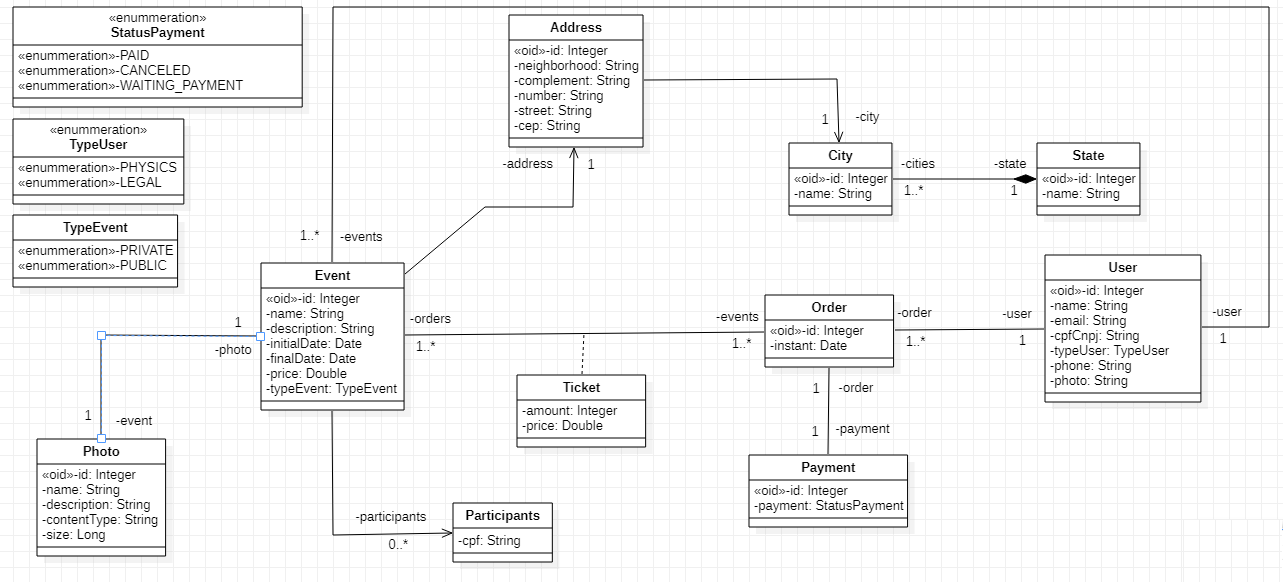 «enummeration»
StatusPayment
«enummeration»-PAID
«enummeration»-CANCELED
«enummeration»-WAITING_PAYMENT
«enummeration»
TypeUser
«enummeration»-PHYSICS
«enummeration»-LEGAL
TypeEvent
«enummeration»-PRIVATE
«enummeration»-PUBLIC
Address
«oid»-id: Integer
-neighborhood: String
-complement: String
-number: String
-street: String
-cep: String
-address
1
1
-city
City
«oid»-id: Integer
-name: String
-cities
1..*
-state
1
State
«oid»-id: Integer
-name: String
1..*
-events
Event
«oid»-id: Integer
-name: String
-description: String
-initialDate: Date
-finalDate: Date
-price: Double
-typeEvent: TypeEvent
-orders
1..*
-events
1..*
Order
«oid»-id: Integer
-instant: Date
-order
1..*
-user
1
User
«oid»-id: Integer
-name: String
-email: String
-cpfCnpj: String
-typeUser: TypeUser
-phone: String
-photo: String
-user
1
1
-photo
1
-event
Photo
«oid»-id: Integer
-name: String
-description: String
-contentType: String
-size: Long
Ticket
-amount: Integer
-price: Double
1
-order
1
-payment
Payment
«oid»-id: Integer
-payment: StatusPayment
-participants
0..*
Participants
-cpf: String